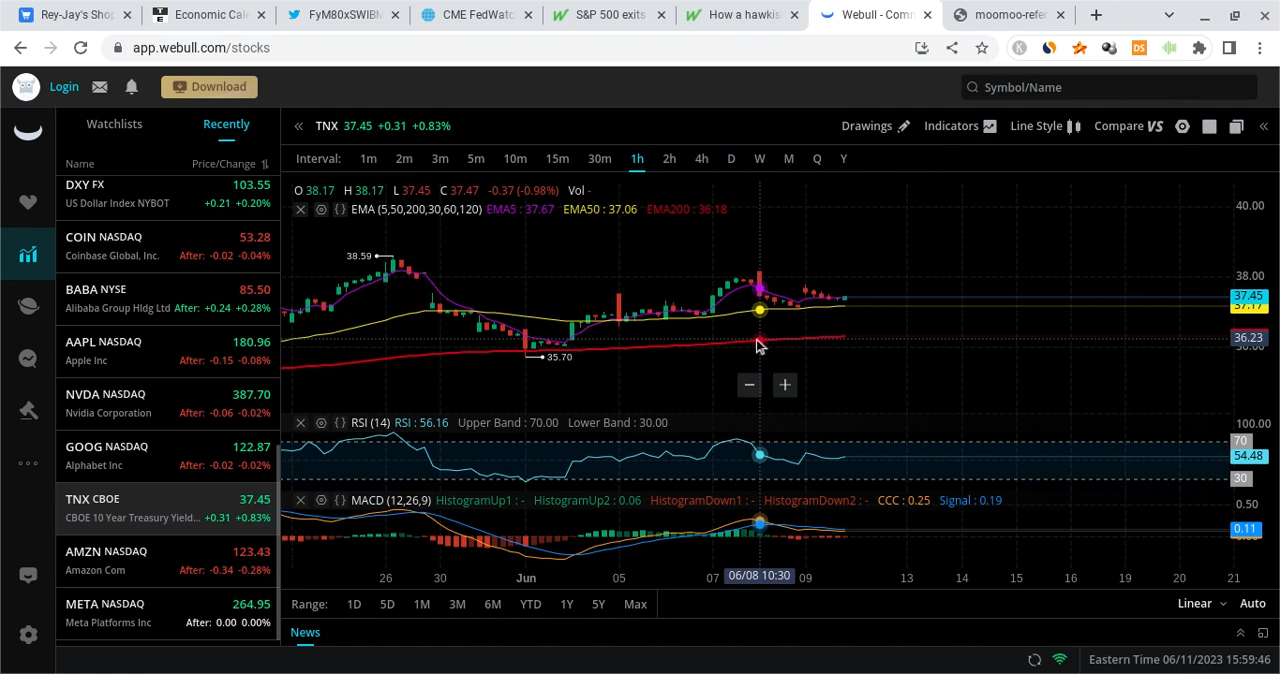 Rey-Jay's Shop
Economic Cale
FyM80xSWIBM
CME FedWatc
S&P 500 exits
How a hawkis
Webull - Com
moomoo-refer
app.webull.com/stocks
Login
Download
Symbol/Name
Watchlists
Recently
TNX 37.45 +0.31 +0.83%
Drawings
Indicators
Line Style
Compare VS
Name
Price/Change
Interval: 1m 2m 3m 5m 10m 15m 30m 1h 2h 4h D W M Q Y
DXY FX 103.55
US Dollar Index NYBOT +0.21 +0.20%
COIN NASDAQ 53.28
Coinbase Global, Inc. After: -0.02 -0.04%
BABA NYSE 85.50
Alibaba Group Hldg Ltd After: +0.24 +0.28%
AAPL NASDAQ 180.96
Apple Inc After: -0.15 -0.08%
NVDA NASDAQ 387.70
Nvidia Corporation After: -0.06 -0.02%
GOOG NASDAQ 122.87
Alphabet Inc After: -0.02 -0.02%
TNX CBOE 37.45
CBOE 10 Year Treasury Yield... +0.31 +0.83%
AMZN NASDAQ 123.43
Amazon Com After: -0.34 -0.28%
META NASDAQ 264.95
Meta Platforms Inc After: 0.00 0.00%
O 38.17 H 38.17 L 37.45 C 37.47 -0.37 (-0.98%) Vol -
EMA (5,50,200,30,60,120) EMA5 : 37.67 EMA50 : 37.06 EMA200 : 36.18
40.00
38.59
38.00
37.45
37.17
36.23
36.00
35.70
RSI (14) RSI : 56.16 Upper Band : 70.00 Lower Band : 30.00
100.00
70
54.48
30
MACD (12,26,9) HistogramUp1 : - HistogramUp2 : 0.06 HistogramDown1 : - HistogramDown2 : - CCC : 0.25 Signal : 0.19
0.50
0.11
26 30 Jun 05 07 06/08 10:30 09 13 14 15 16 19 20 21
Range: 1D 5D 1M 3M 6M YTD 1Y 5Y Max
Linear
Auto
News
Eastern Time 06/11/2023 15:59:46